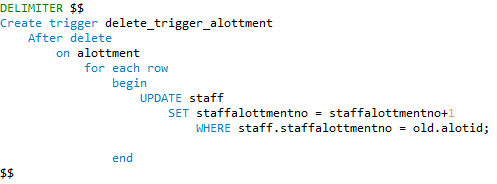 DELIMITER $$
Create trigger delete_trigger_alottment
After delete
on alottment
for each row
begin
UPDATE staff
SET staffalottmentno = staffalottmentno+1
WHERE staff.staffalottmentno = old.alotid;
end
$$